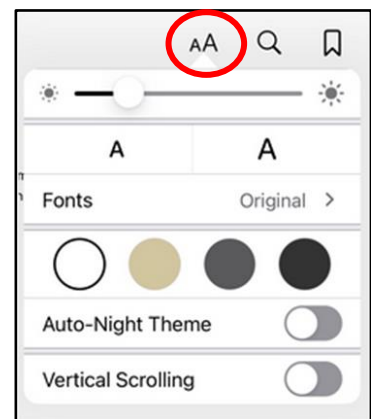 AA
A A
Fonts Original >
Auto-Night Theme
Vertical Scrolling